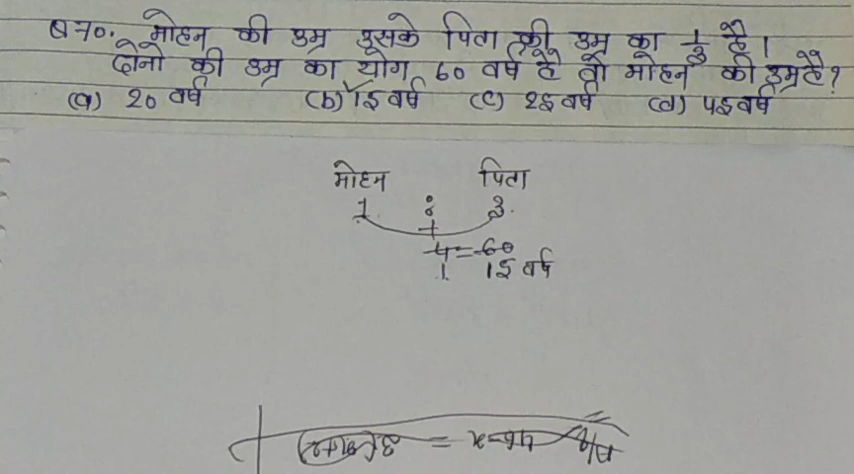 Q70. मोहन की उम्र उसके पिता की उम्र का 1/3 है।
दोनो की उम्र का योग 60 वर्ष है तो मोहन की उम्र है?
(a) 20 वर्ष (b) 15 वर्ष (c) 25 वर्ष (d) 45 वर्ष
मोहन पिता
1 : 3
+
4 = 60
1 15 वर्ष